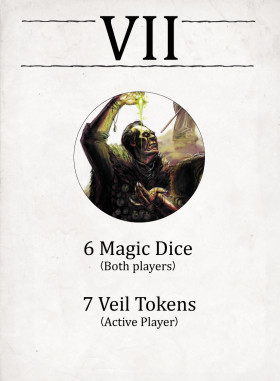 VII
6 Magic Dice
(Both players)
7 Veil Tokens
(Active Player)